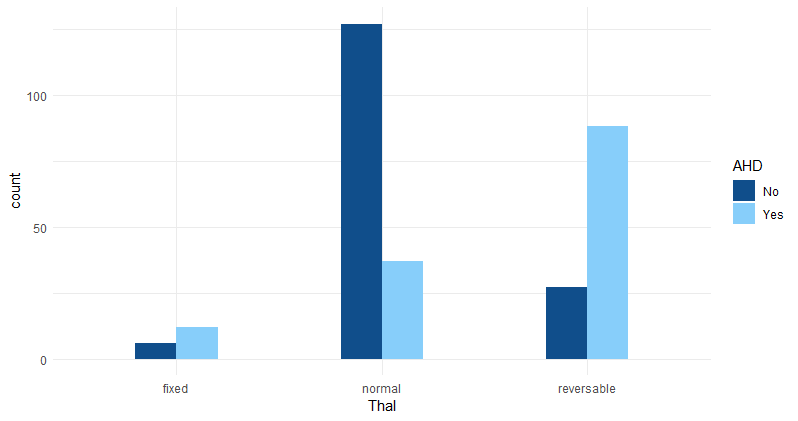 count
100
50
0
fixed
normal
reversable
Thal
AHD
No
Yes